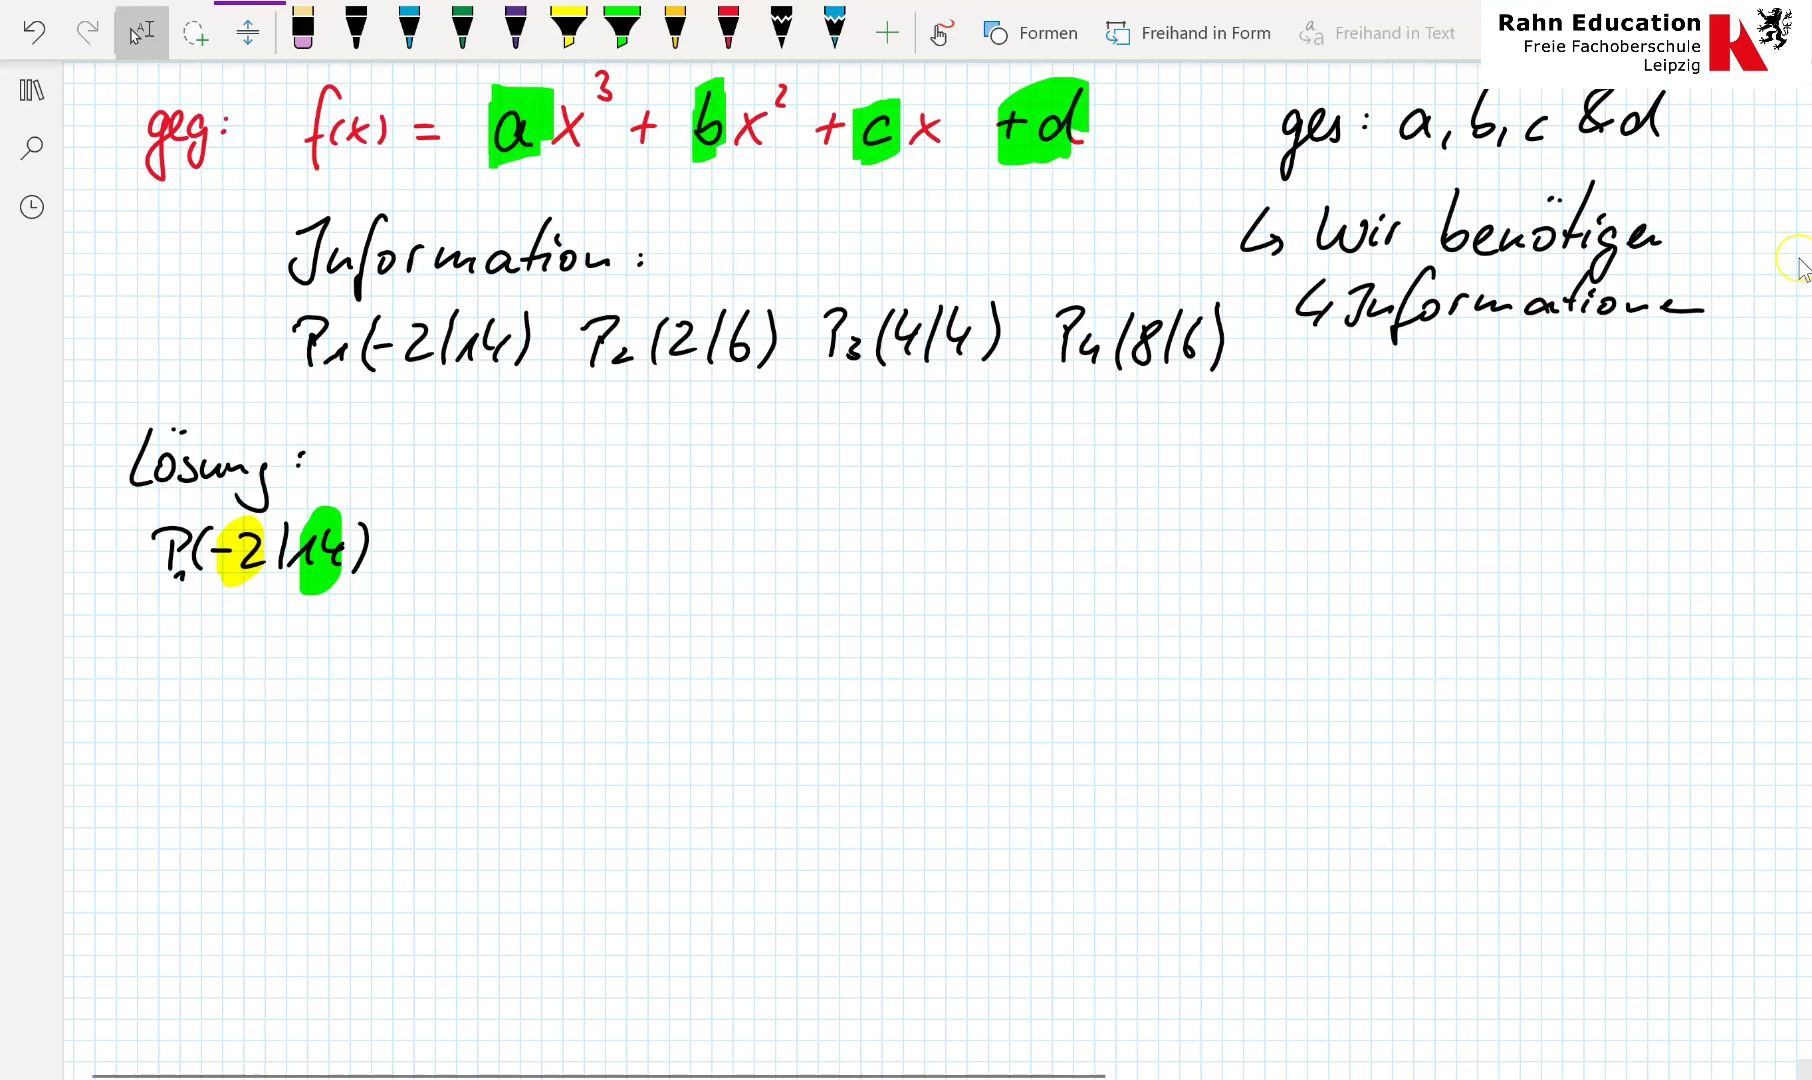 Formen
Freihand in Form
Freihand in Text
Rahn Education
Freie Fachoberschule
Leipzig
geg: f(x) = ax³ + bx² + cx + d
ges: a, b, c & d
↳ Wir benötigen
4 Informationen
Information:
P₁(-2/14) P₂(2/6) P₃(4/4) P₄(8/6)
Lösung:
P₁(-2/14)